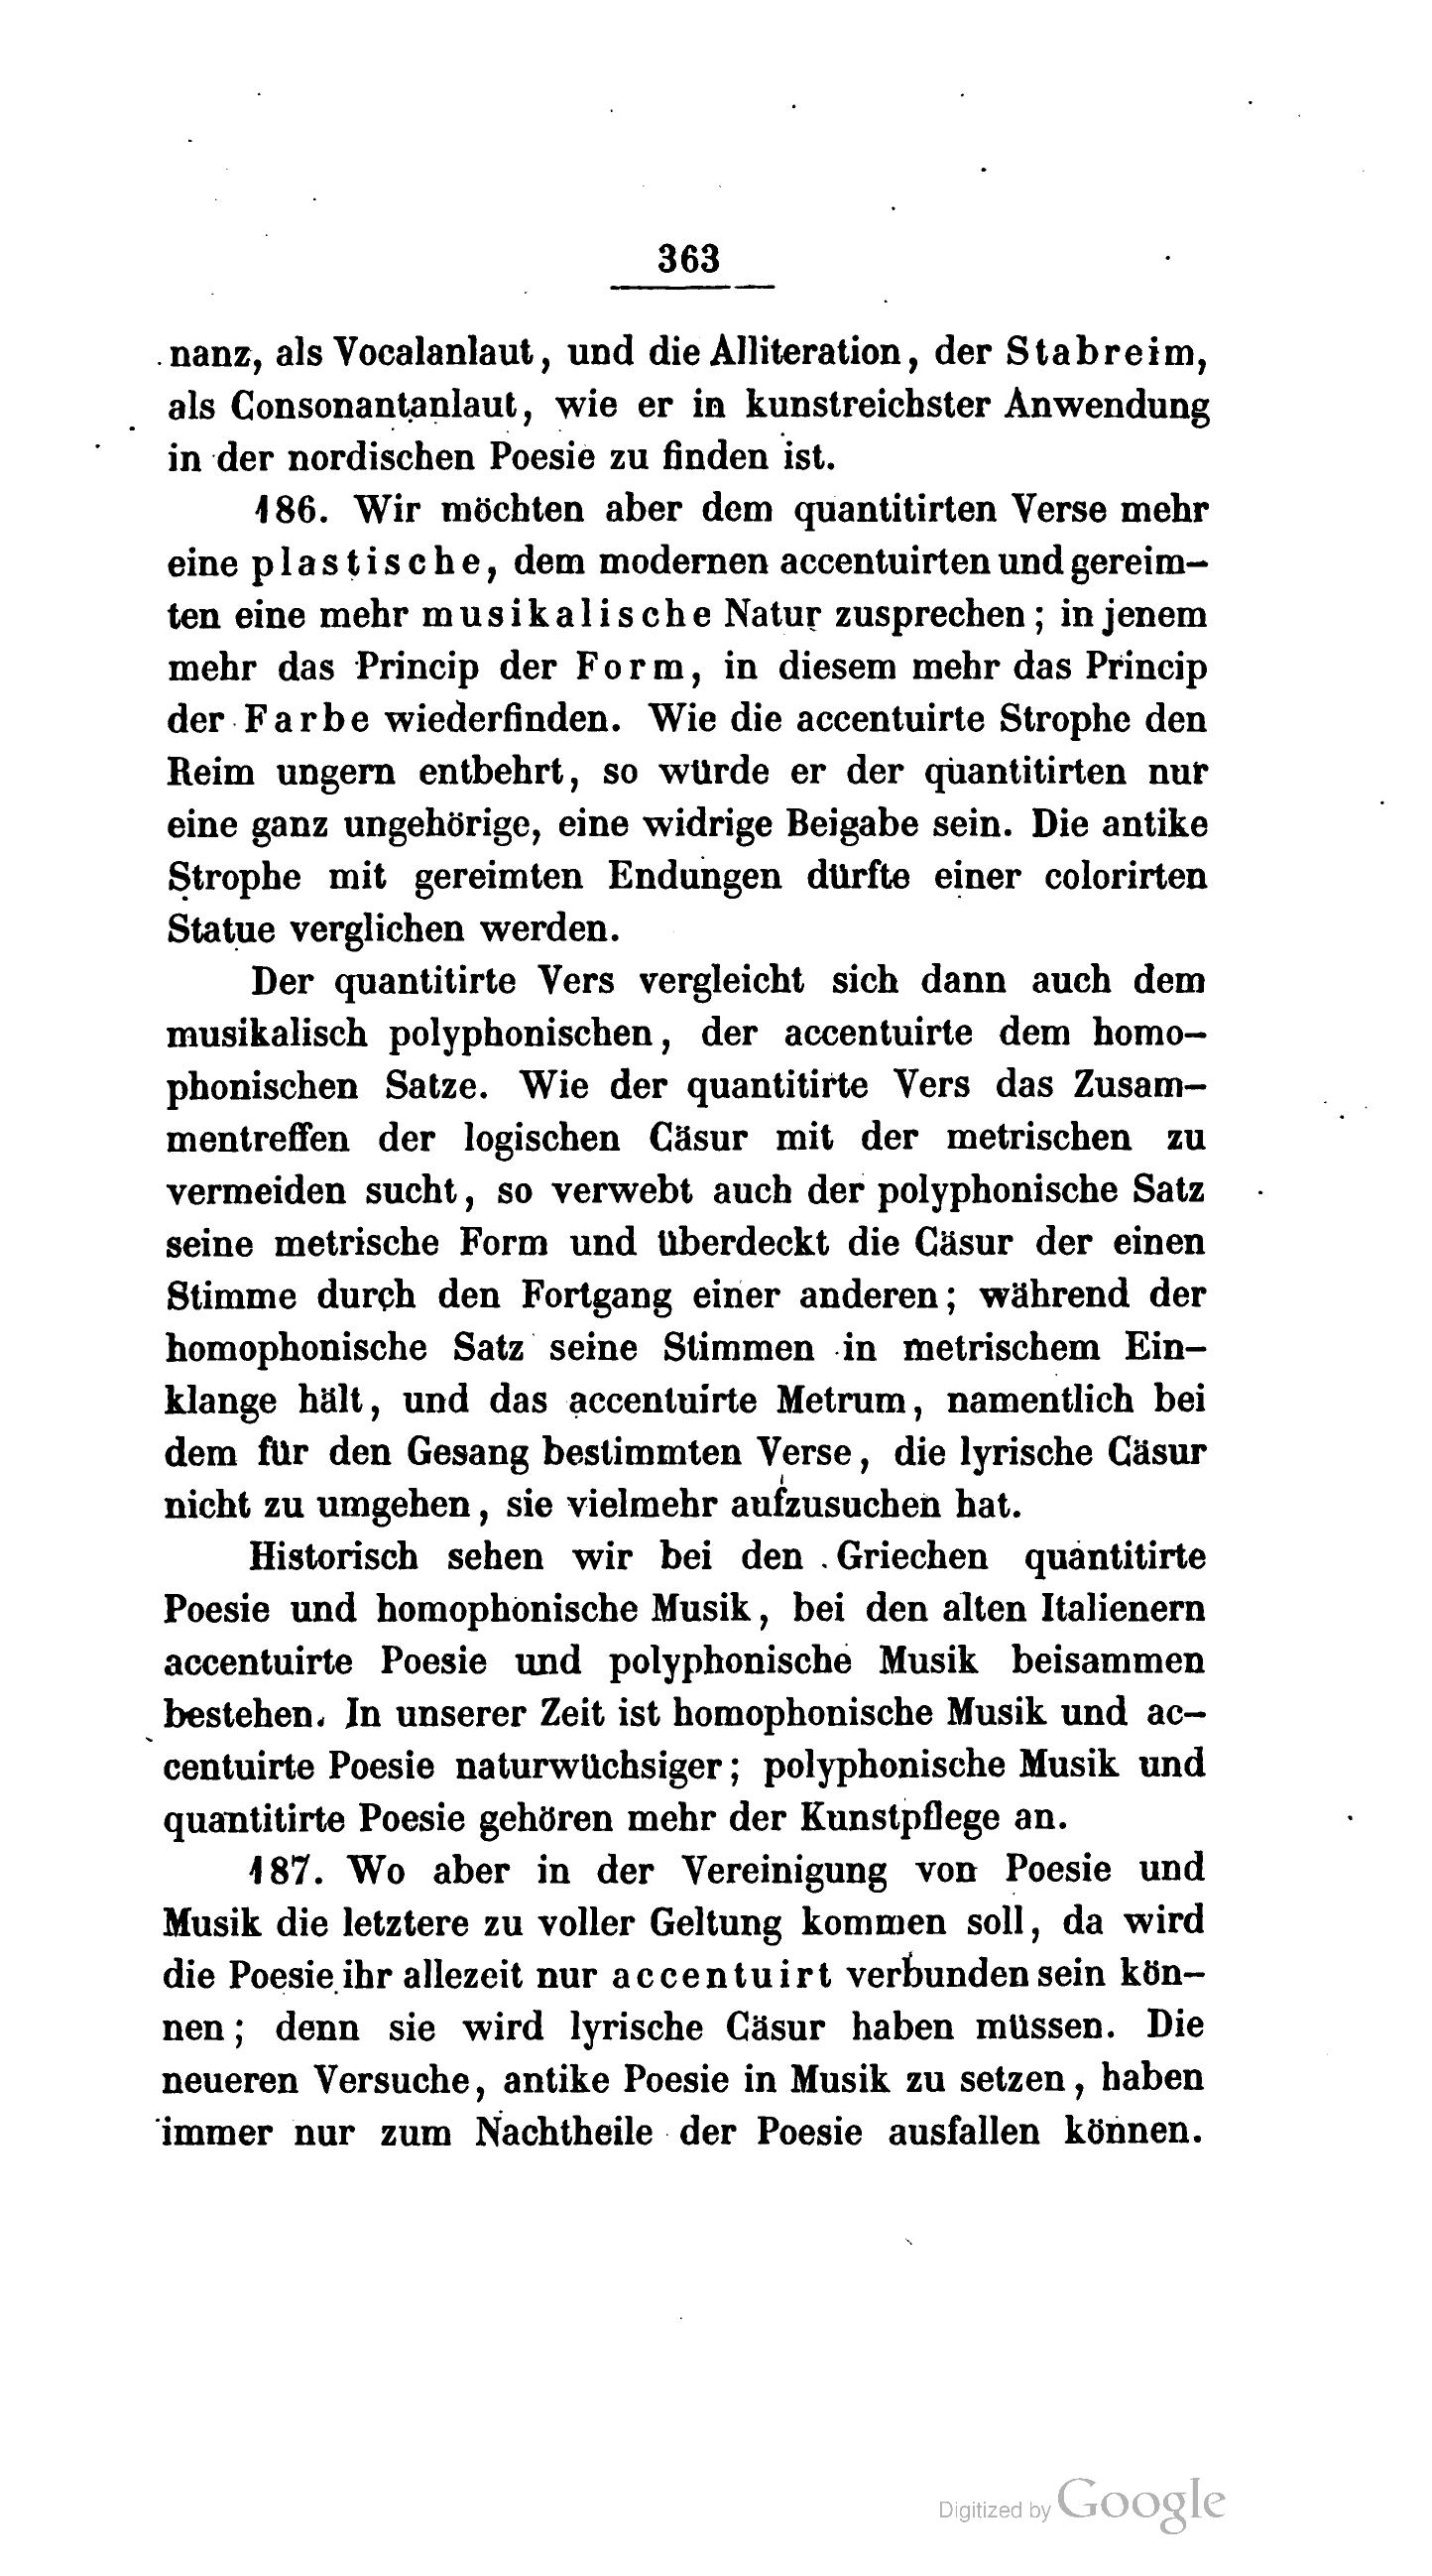 363
nanz, als Vocalanlaut, und die Alliteration, der Stabreim,
als Consonantanlaut, wie er in kunstreichster Anwendung
in der nordischen Poesie zu finden ist.
186. Wir möchten aber dem quantitirten Verse mehr
eine plastische, dem modernen accentuirten und gereim-
ten eine mehr musikalische Natur zusprechen; in jenem
mehr das Princip der Form, in diesem mehr das Princip
der Farbe wiederfinden. Wie die accentuirte Strophe den
Reim ungern entbehrt, so würde er der quantitirten nur
eine ganz ungehörige, eine widrige Beigabe sein. Die antike
Strophe mit gereimten Endungen dürfte einer colorirten
Statue verglichen werden.
Der quantitirte Vers vergleicht sich dann auch dem
musikalisch polyphonischen, der accentuirte dem homo-
phonischen Satze. Wie der quantitirte Vers das Zusam-
mentreffen der logischen Cäsur mit der metrischen zu
vermeiden sucht, so verwebt auch der polyphonische Satz
seine metrische Form und überdeckt die Cäsur der einen
Stimme durch den Fortgang einer anderen; während der
homophonische Satz seine Stimmen in metrischem Ein-
klange hält, und das accentuirte Metrum, namentlich bei
dem für den Gesang bestimmten Verse, die lyrische Cäsur
nicht zu umgehen, sie vielmehr aufzusuchen hat.
Historisch sehen wir bei den Griechen quantitirte
Poesie und homophonische Musik, bei den alten Italienern
accentuirte Poesie und polyphonische Musik beisammen
bestehen. In unserer Zeit ist homophonische Musik und ac-
centuirte Poesie naturwüchsiger; polyphonische Musik und
quantitirte Poesie gehören mehr der Kunstpflege an.
187. Wo aber in der Vereinigung von Poesie und
Musik die letztere zu voller Geltung kommen soll, da wird
die Poesie ihr allezeit nur accentuirt verbunden sein kön-
nen; denn sie wird lyrische Cäsur haben müssen. Die
neueren Versuche, antike Poesie in Musik zu setzen, haben
immer nur zum Nachtheile der Poesie ausfallen können.
Digitized by Google